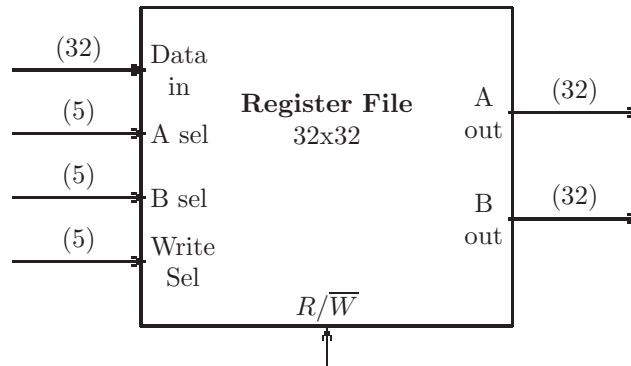 (32)
Data
in
(5)
A sel
(5)
B sel
(5)
Write
Sel
Register File
32x32
A
out
(32)
B
out
(32)
R/W̅